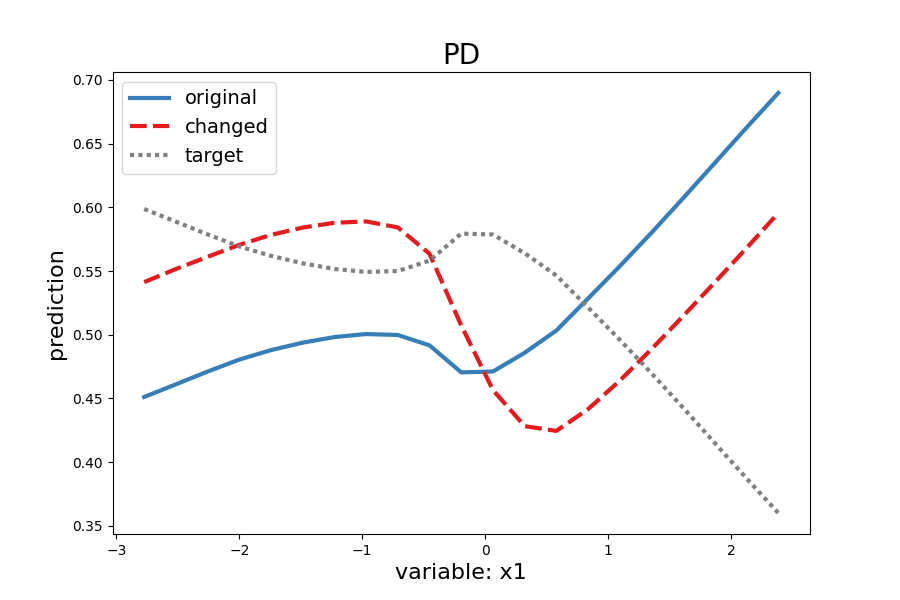 PD
original
changed
target
prediction
0.70
0.65
0.60
0.55
0.50
0.45
0.40
0.35
−3 −2 −1 0 1 2
variable: x1